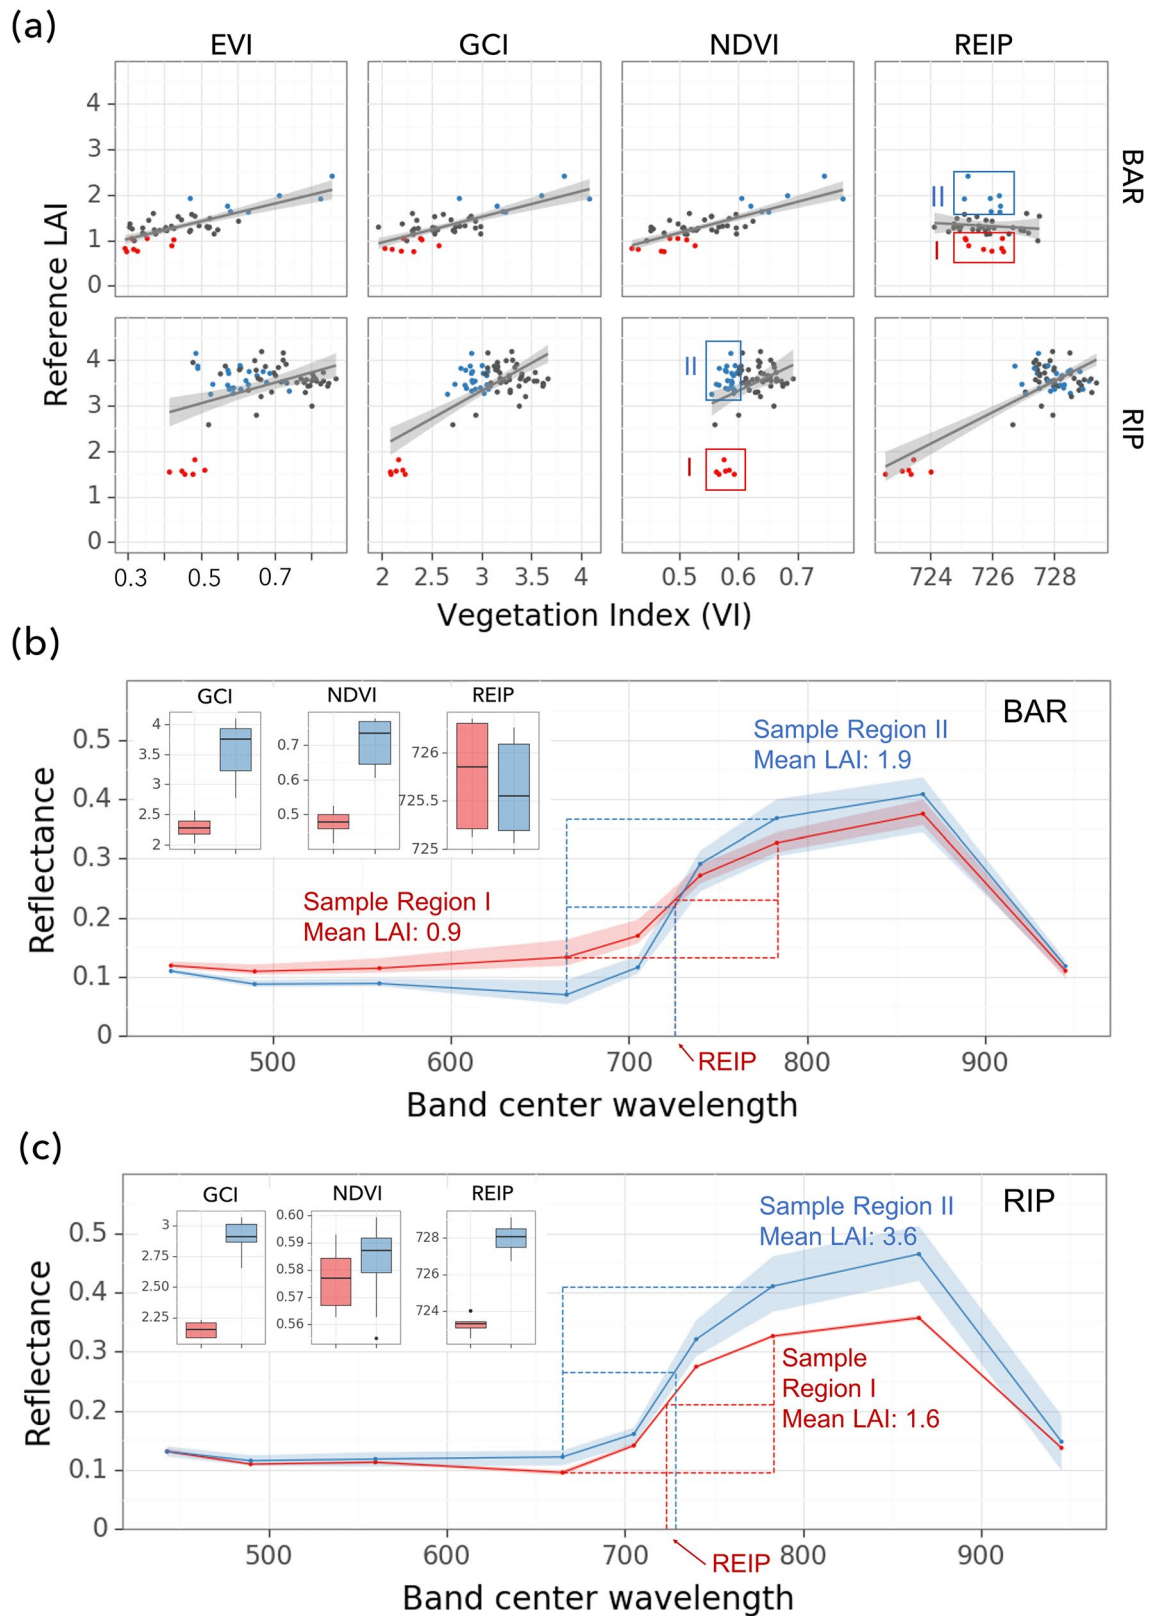 (a)
EVI GCI NDVI REIP
Reference LAI
4
3
2
1
0
II
I
BAR
4
3
2
1
0
II
I
RIP
0.3 0.5 0.7 2 2.5 3 3.5 4 0.5 0.6 0.7 724 726 728
Vegetation Index (VI)
(b)
GCI NDVI REIP
4
3.5
3
2.5
2
0.7
0.6
0.5
726
725.5
725
BAR
Sample Region II
Mean LAI: 1.9
Sample Region I
Mean LAI: 0.9
Reflectance
0.5
0.4
0.3
0.2
0.1
0
500 600 700 800 900
REIP
Band center wavelength
(c)
GCI NDVI REIP
3
2.75
2.50
2.25
0.60
0.59
0.58
0.57
0.56
728
726
724
RIP
Sample Region II
Mean LAI: 3.6
Sample
Region I
Mean LAI: 1.6
Reflectance
0.5
0.4
0.3
0.2
0.1
0
500 600 700 800 900
REIP
Band center wavelength